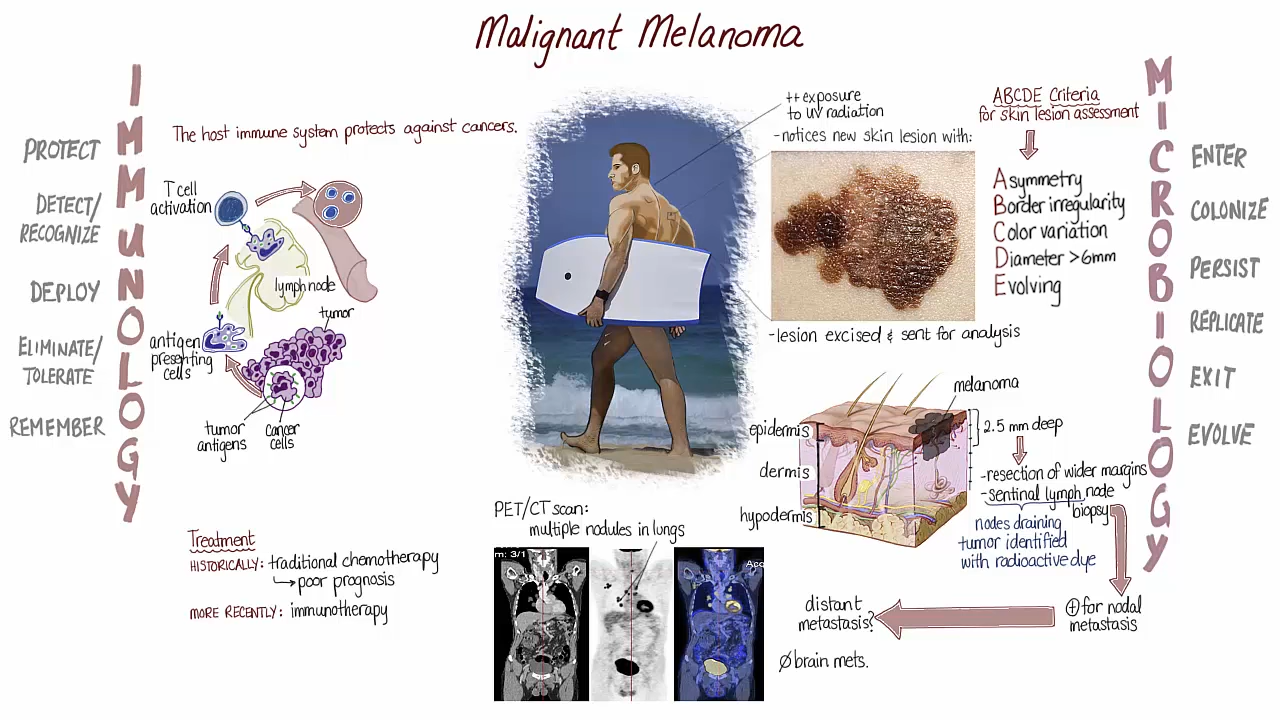 Malignant Melanoma
IMMUNOLOGY
PROTECT
DETECT/
RECOGNIZE
DEPLOY
ELIMINATE/
TOLERATE
REMEMBER
The host immune system protects against cancers.
T cell
activation
lymph node
tumor
antigen
presenting
cells
tumor
antigens
cancer
cells
Treatment
HISTORICALLY: traditional chemotherapy
poor prognosis
MORE RECENTLY: immunotherapy
++ exposure
to UV radiation
-notices new skin lesion with:
-lesion excised & sent for analysis
ABCDE Criteria
for skin lesion assessment
Asymmetry
Border irregularity
Color variation
Diameter >6mm
Evolving
melanoma
epidermis
dermis
hypodermis
2.5 mm deep
-resection of wider margins
-sentinal lymph node
biopsy
nodes draining
tumor identified
with radioactive dye
+ for nodal
metastasis
distant
metastasis?
Ø brain mets.
PET/CT scan:
multiple nodules in lungs
m: 3/1
Acq
MICROBIOLOGY
ENTER
COLONIZE
PERSIST
REPLICATE
EXIT
EVOLVE